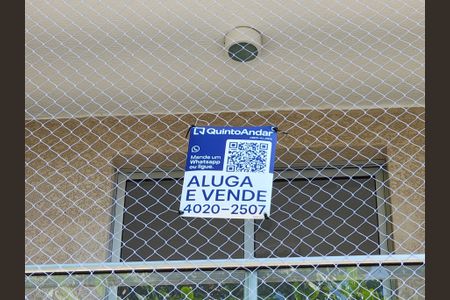 QuintoAndar
Mande um
Whatsapp
ou ligue.
ALUGA
E VENDE
4020-2507